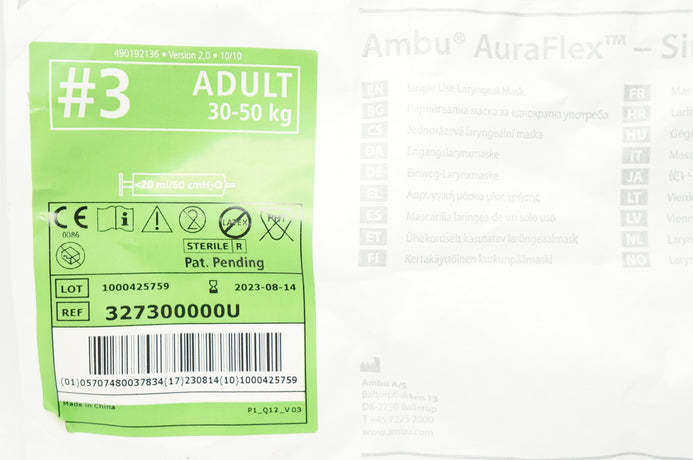 490192136 • Version 2,0 • 10/10
#3
ADULT
30-50 kg
<20 ml/60 cmH₂O
CE
0086
i
2
LATEX
PHT
STERILE R
Pat. Pending
LOT 1000425759 2023-08-14
REF 327300000U
(01)05707480037834(17)230814(10)1000425759
Made in China
P1_Q12_V03
Ambu® AuraFlex™ – Si
EN Single Use Laryngeal Mask
BG Ларингеална маска за еднократна употреба
CS Jednorázová laryngeální maska
DA Engangslarynxmaske
DE Einweg-Larynxmaske
EL Λαρυγγική μάσκα μίας χρήσης
ES Mascarilla laríngea de un solo uso
ET Ühekordselt kasutatav larüngeaalmask
FI Kertakäyttöinen kurkunpäämaski
FR
HR
HU
IT
JA
LT
LV
NL
NO
Ambu A/S
Baltorpbakken 13
DK-2750 Ballerup
T +45 7225 2000
www.ambu.com